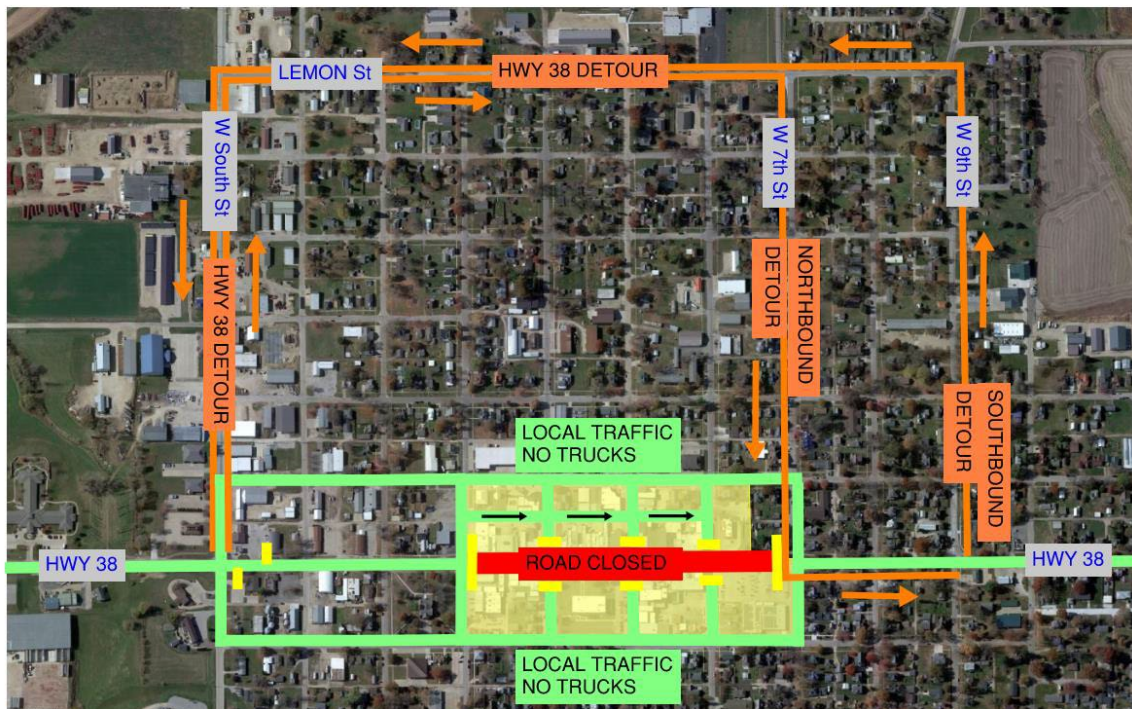 LEMON St
HWY 38 DETOUR
W South St
W 7th St
W 9th St
HWY 38 DETOUR
NORTHBOUND
DETOUR
SOUTHBOUND
DETOUR
LOCAL TRAFFIC
NO TRUCKS
HWY 38
ROAD CLOSED
HWY 38
LOCAL TRAFFIC
NO TRUCKS